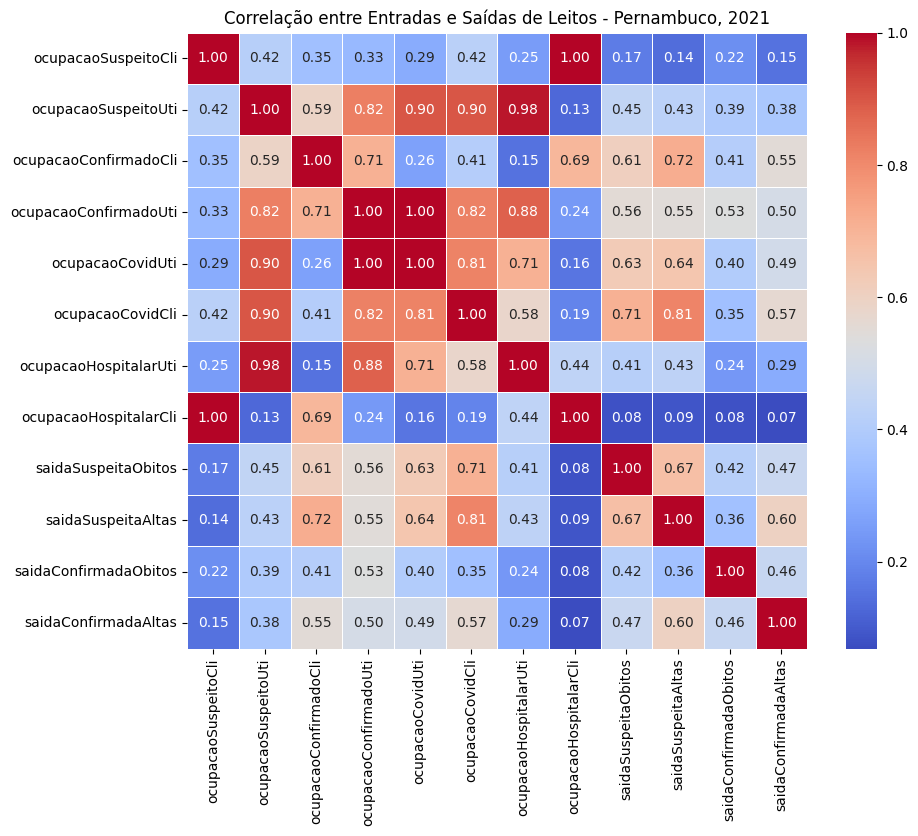 Correlação entre Entradas e Saídas de Leitos - Pernambuco, 2021
ocupacaoSuspeitoCli 1.00 0.42 0.35 0.33 0.29 0.42 0.25 1.00 0.17 0.14 0.22 0.15
ocupacaoSuspeitoUti 0.42 1.00 0.59 0.82 0.90 0.90 0.98 0.13 0.45 0.43 0.39 0.38
ocupacaoConfirmadoCli 0.35 0.59 1.00 0.71 0.26 0.41 0.15 0.69 0.61 0.72 0.41 0.55
ocupacaoConfirmadoUti 0.33 0.82 0.71 1.00 1.00 0.82 0.88 0.24 0.56 0.55 0.53 0.50
ocupacaoCovidUti 0.29 0.90 0.26 1.00 1.00 0.81 0.71 0.16 0.63 0.64 0.40 0.49
ocupacaoCovidCli 0.42 0.90 0.41 0.82 0.81 1.00 0.58 0.19 0.71 0.81 0.35 0.57
ocupacaoHospitalarUti 0.25 0.98 0.15 0.88 0.71 0.58 1.00 0.44 0.41 0.43 0.24 0.29
ocupacaoHospitalarCli 1.00 0.13 0.69 0.24 0.16 0.19 0.44 1.00 0.08 0.09 0.08 0.07
saidaSuspeitaObitos 0.17 0.45 0.61 0.56 0.63 0.71 0.41 0.08 1.00 0.67 0.42 0.47
saidaSuspeitaAltas 0.14 0.43 0.72 0.55 0.64 0.81 0.43 0.09 0.67 1.00 0.36 0.60
saidaConfirmadaObitos 0.22 0.39 0.41 0.53 0.40 0.35 0.24 0.08 0.42 0.36 1.00 0.46
saidaConfirmadaAltas 0.15 0.38 0.55 0.50 0.49 0.57 0.29 0.07 0.47 0.60 0.46 1.00
ocupacaoSuspeitoCli
ocupacaoSuspeitoUti
ocupacaoConfirmadoCli
ocupacaoConfirmadoUti
ocupacaoCovidUti
ocupacaoCovidCli
ocupacaoHospitalarUti
ocupacaoHospitalarCli
saidaSuspeitaObitos
saidaSuspeitaAltas
saidaConfirmadaObitos
saidaConfirmadaAltas
1.0
0.8
0.6
0.4
0.2